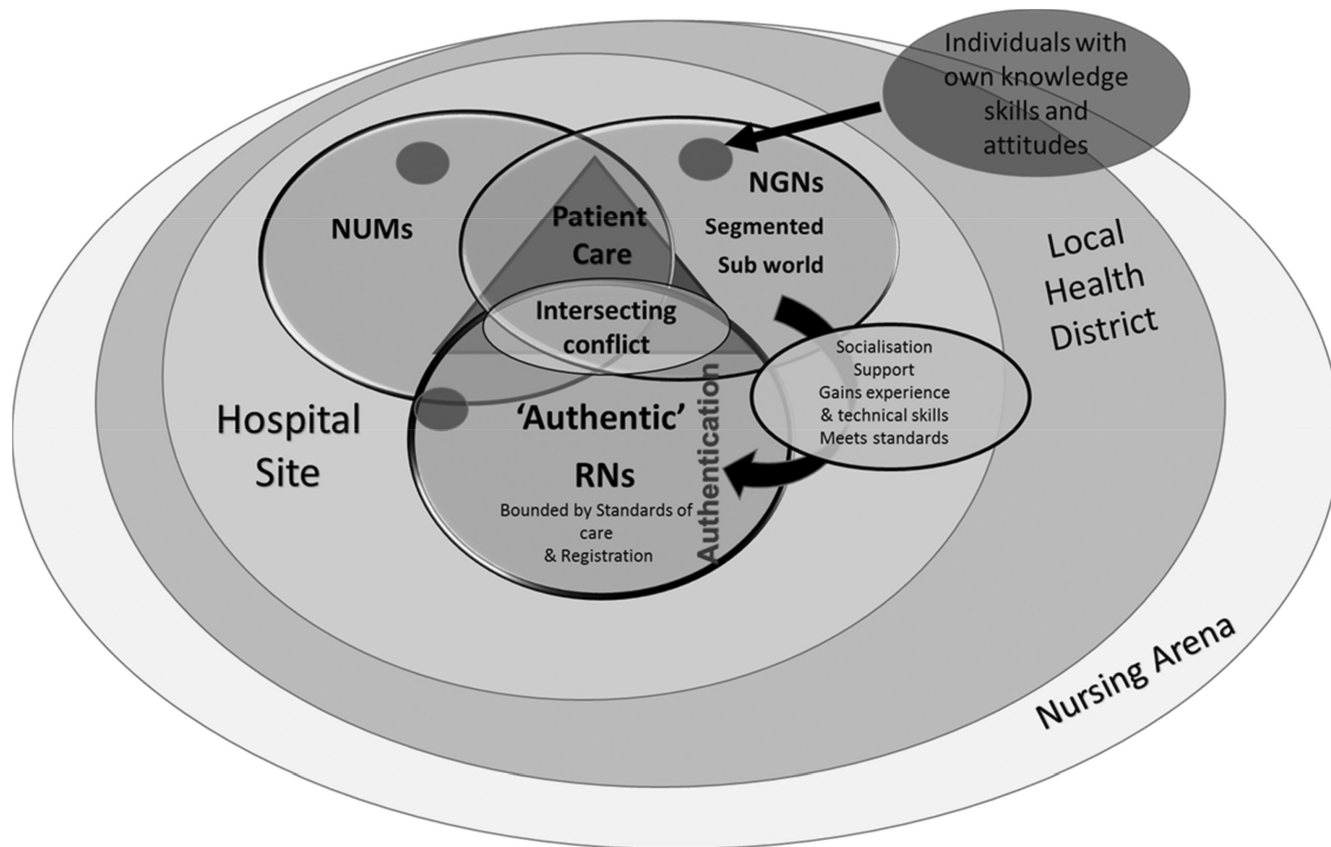 Individuals with
own knowledge
skills and
attitudes
NUMs
NGNs
Segmented
Sub world
Patient
Care
Intersecting
conflict
Local
Health
District
Socialisation
Support
Gains experience
& technical skills
Meets standards
Hospital
Site
'Authentic'
RNs
Bounded by Standards of
care
& Registration
Authentication
Nursing Arena